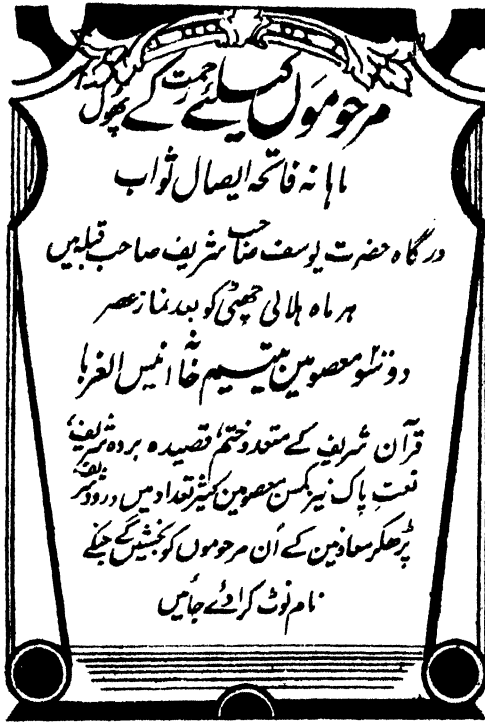 مرحوموں کیلئے رحمت کے پھول
ماہانہ فاتحہ ایصال ثواب
درگاہ حضرت یوسف صاحب شریف صاحب قبلہ میں
ہر ماہ ہلالی چھٹی کو بعد نماز عصر
دو سو معصومین یتیم خانہ انیس الغربا
قرآن شریف کے متعدد ختم، قصیدہ بردہ شریف،
نعت پاک نیز کمسن معصومین کثیر تعداد میں درود شریف
پڑھکر معاونین کے اُن مرحوموں کو بخشیں گے جنکے
نام نوٹ کرائے جائیں